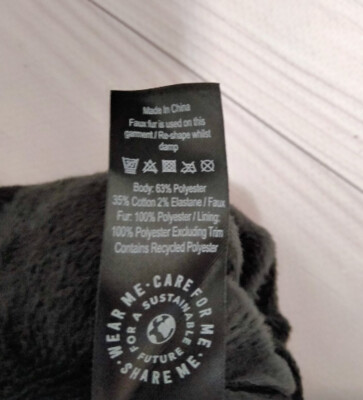 Made In China
Faux fur is used on this
garment / Re-shape whilst
damp
30
Body: 63% Polyester
35% Cotton 2% Elastane / Faux
Fur: 100% Polyester / Lining:
100% Polyester Excluding Trim
Contains Recycled Polyester
WEAR ME · CARE FOR ME · SHARE ME ·
FOR A SUSTAINABLE FUTURE